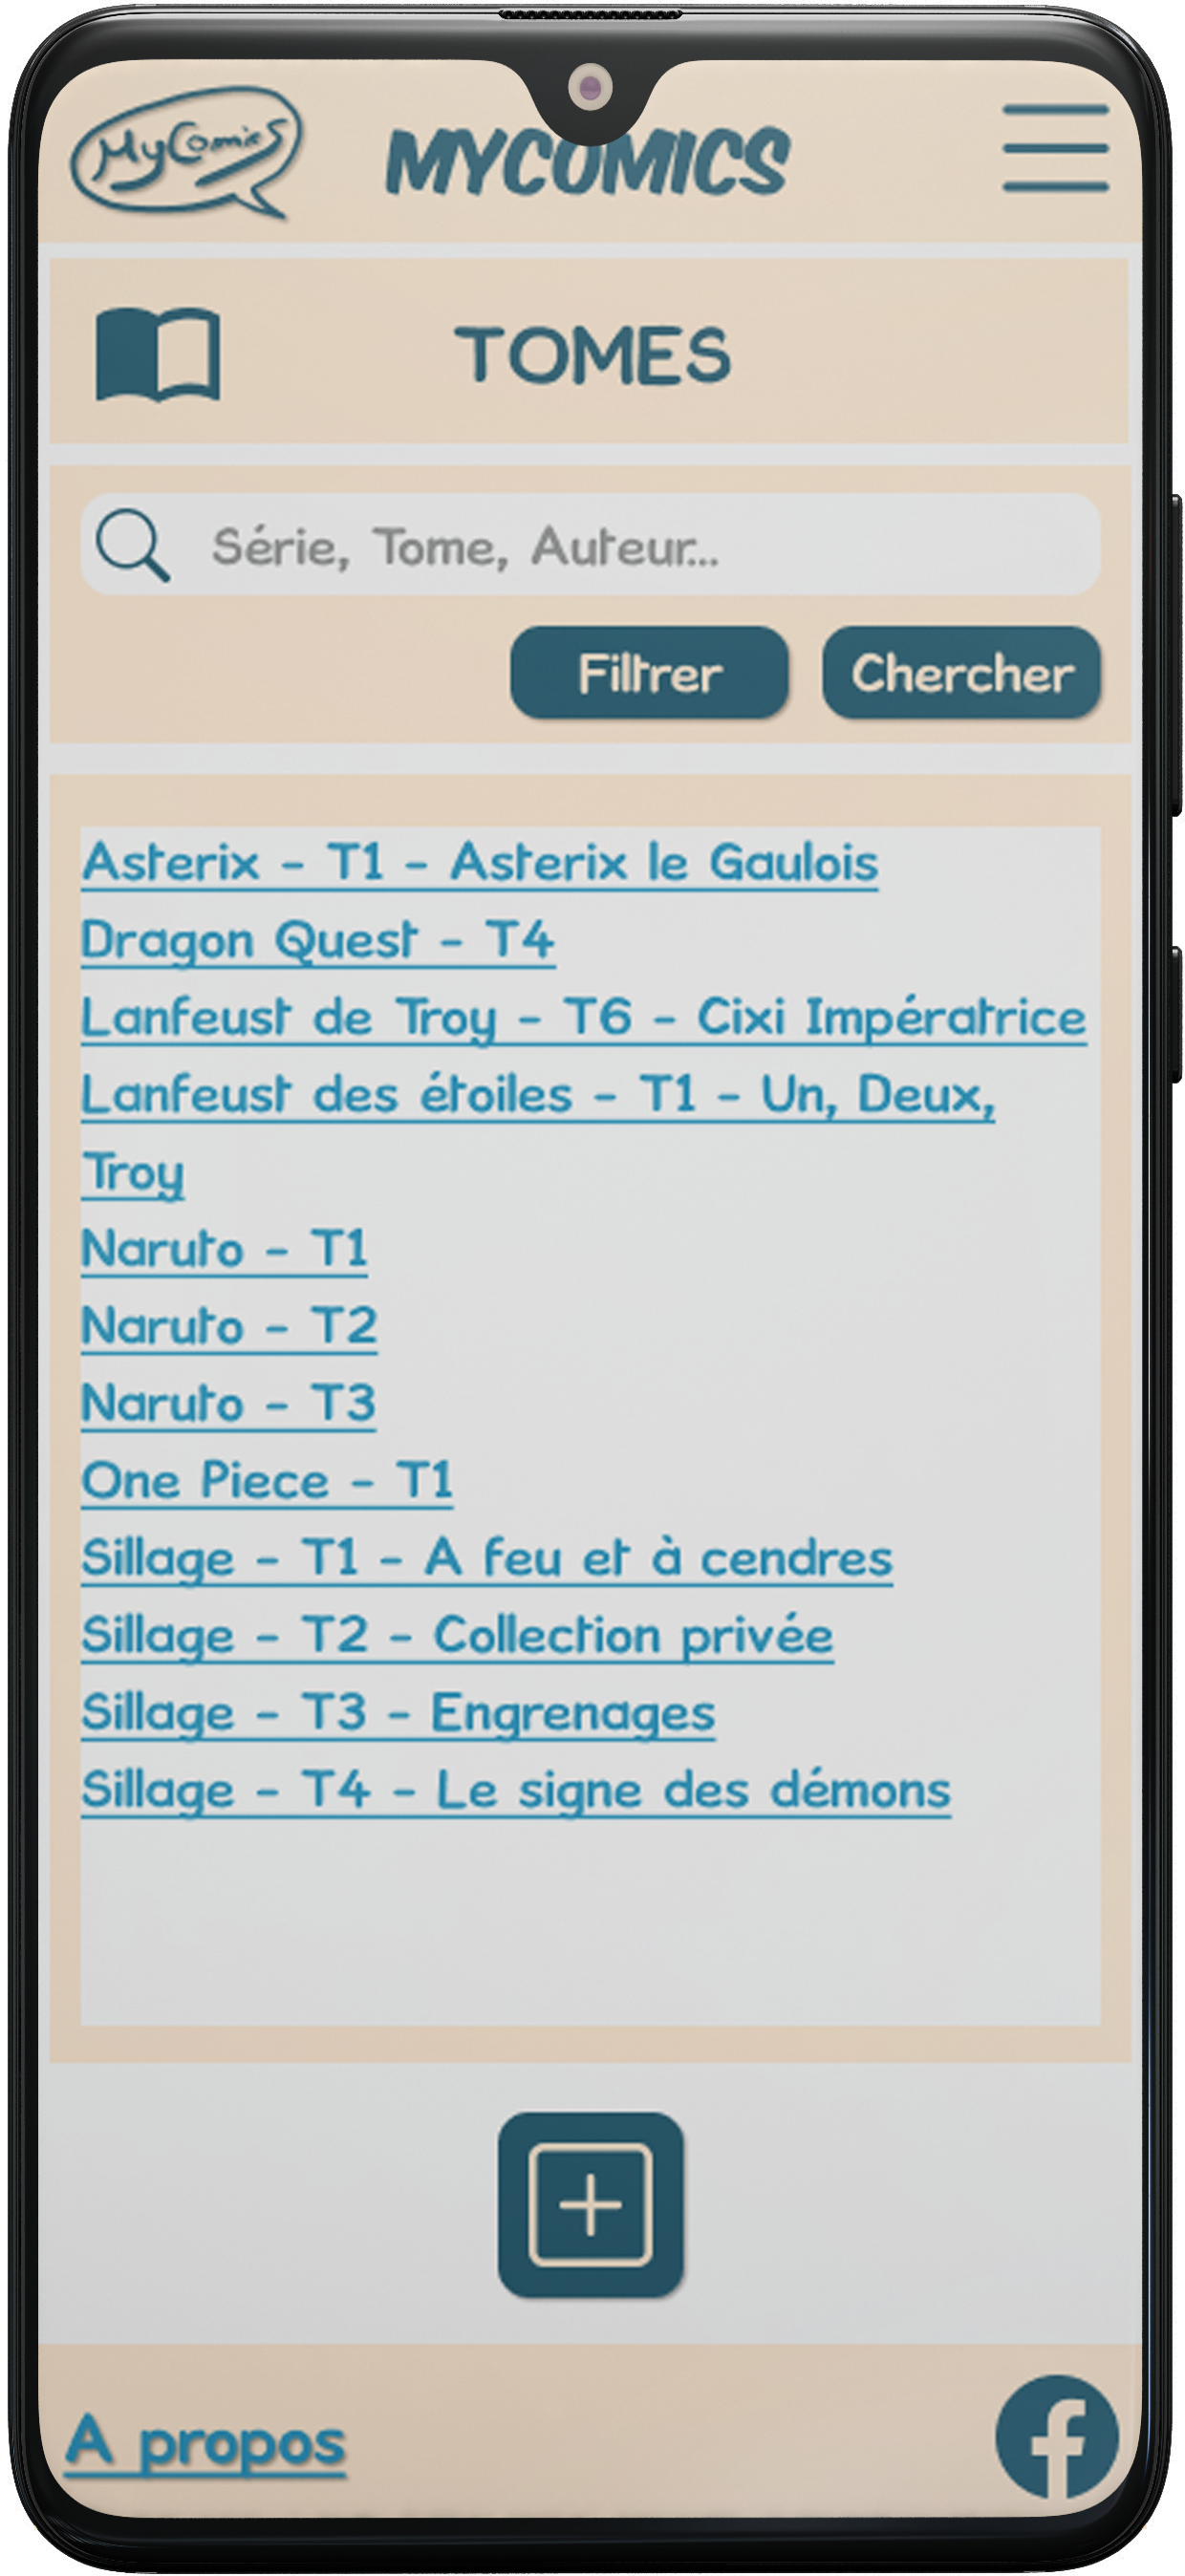 MyComics
MYCOMICS
TOMES
Série, Tome, Auteur...
Filtrer Chercher
Asterix - T1 - Asterix le Gaulois
Dragon Quest - T4
Lanfeust de Troy - T6 - Cixi Impératrice
Lanfeust des étoiles - T1 - Un, Deux,
Troy
Naruto - T1
Naruto - T2
Naruto - T3
One Piece - T1
Sillage - T1 - A feu et à cendres
Sillage - T2 - Collection privée
Sillage - T3 - Engrenages
Sillage - T4 - Le signe des démons
A propos